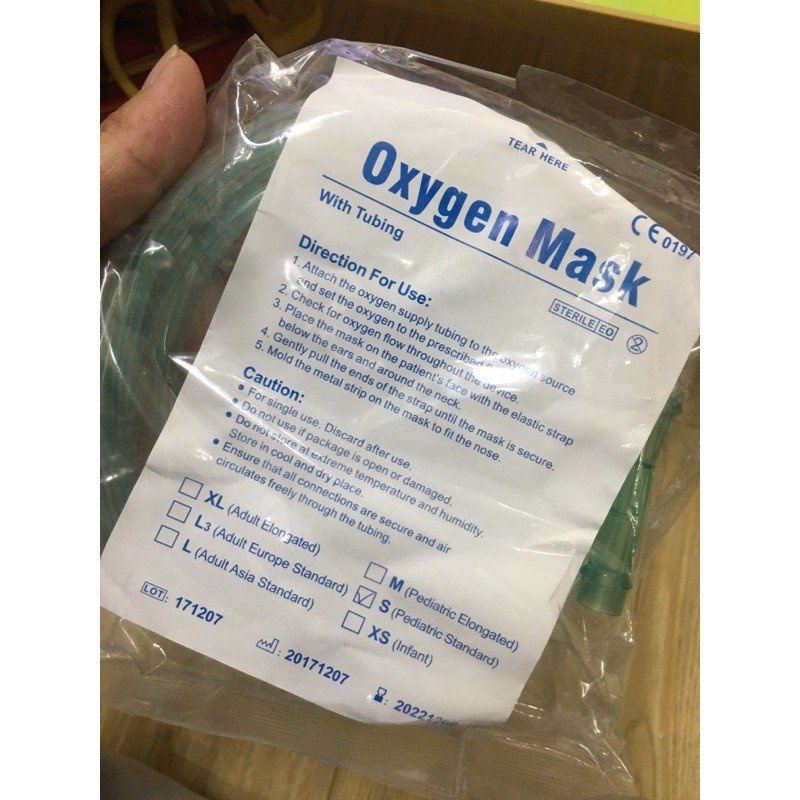 TEAR HERE
Oxygen Mask
With Tubing
CE 0197
STERILE EO
2
Direction For Use:
1. Attach the oxygen supply tubing to the oxygen source
and set the oxygen to the prescribed
2. Check for oxygen flow throughout the device.
3. Place the mask on the patient's face with the elastic strap
below the ears and around the neck.
4. Gently pull the ends of the strap until the mask is secure.
5. Mold the metal strip on the mask to fit the nose.
Caution:
• For single use. Discard after use.
• Do not use if package is open or damaged.
• Do not store at extreme temperature and humidity.
Store in cool and dry place.
• Ensure that all connections are secure and air
circulates freely through the tubing.
XL (Adult Elongated)
L3 (Adult Europe Standard)
L (Adult Asia Standard)
M (Pediatric Elongated)
S (Pediatric Standard)
XS (Infant)
LOT: 171207
: 20171207
: 20221206